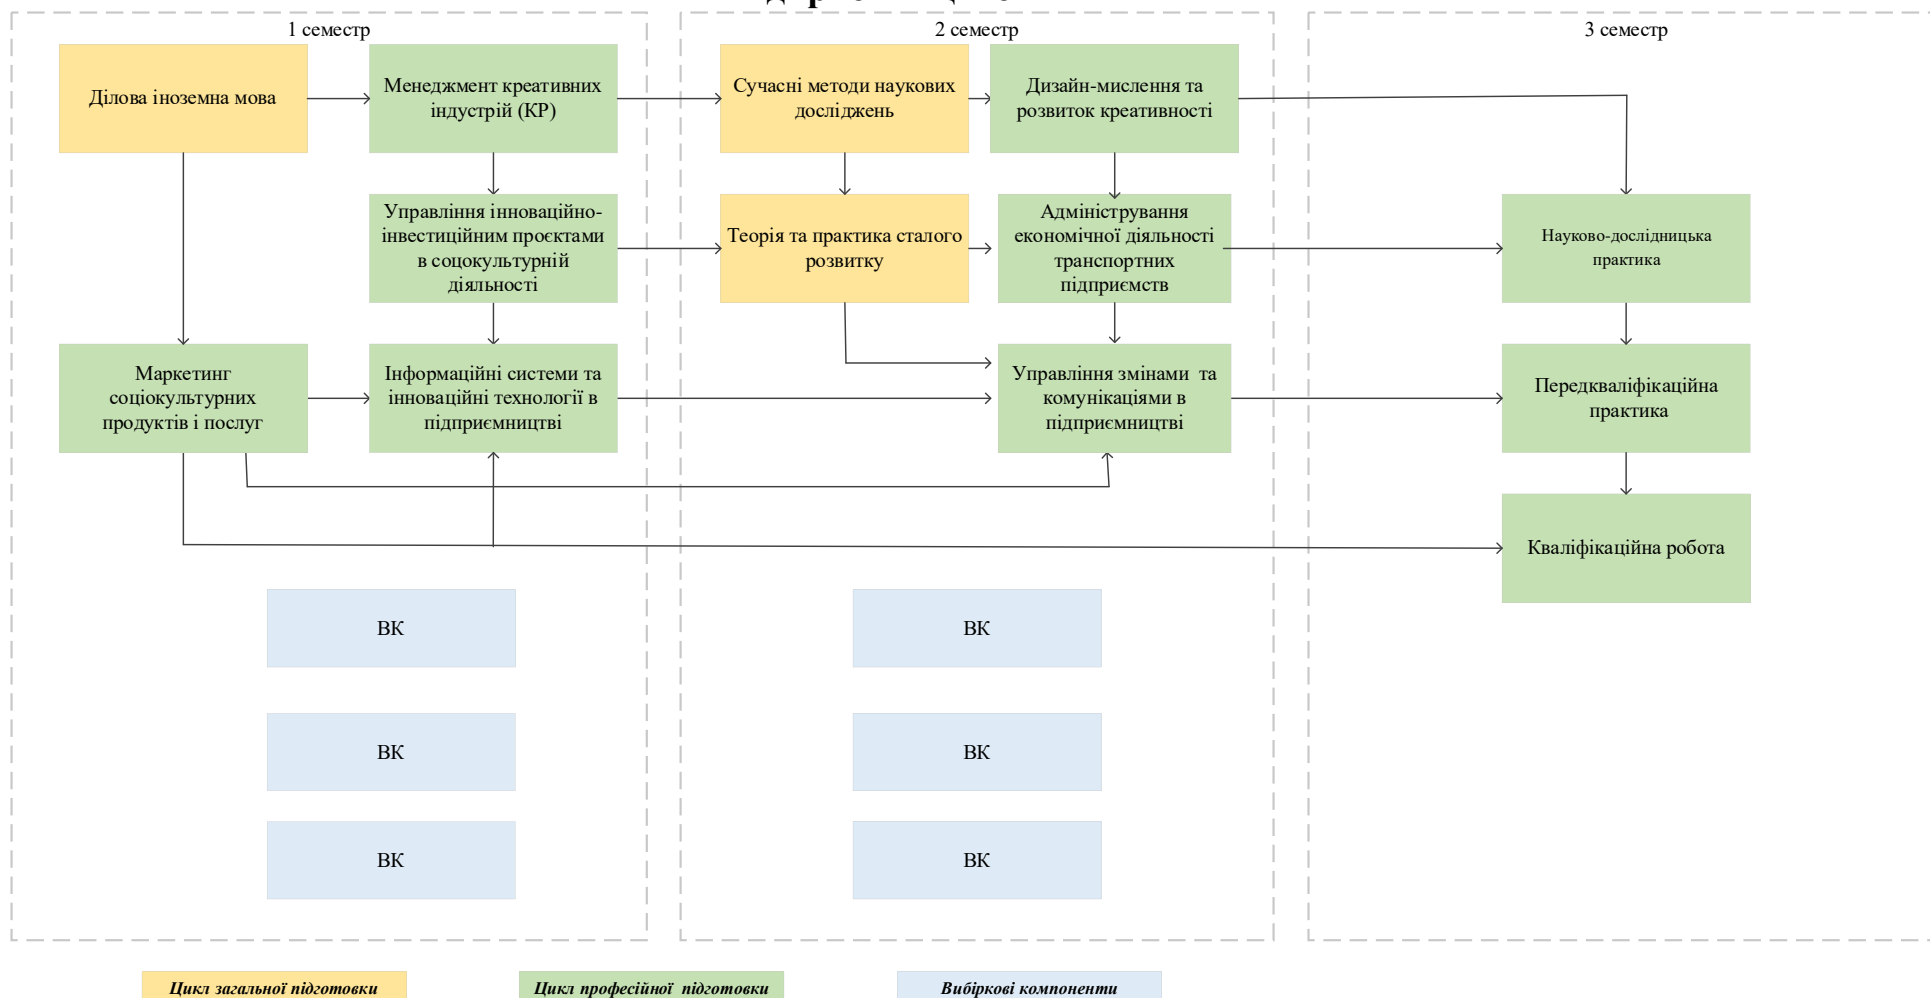 1 семестр
2 семестр
3 семестр
Ділова іноземна мова
Менеджмент креативних
індустрій (КР)
Сучасні методи наукових
досліджень
Дизайн-мислення та
розвиток креативності
Управління інноваційно-
інвестиційним проєктами
в соцокультурній
діяльності
Теорія та практика сталого
розвитку
Адміністрування
економічної діяльності
транспортних
підприємств
Науково-дослідницька
практика
Маркетинг
соціокультурних
продуктів і послуг
Інформаційні системи та
інноваційні технології в
підприємництві
Управління змінами та
комунікаціями в
підприємництві
Передкваліфікаційна
практика
Кваліфікаційна робота
ВК
ВК
ВК
ВК
ВК
ВК
Цикл загальної підготовки
Цикл професійної підготовки
Вибіркові компоненти